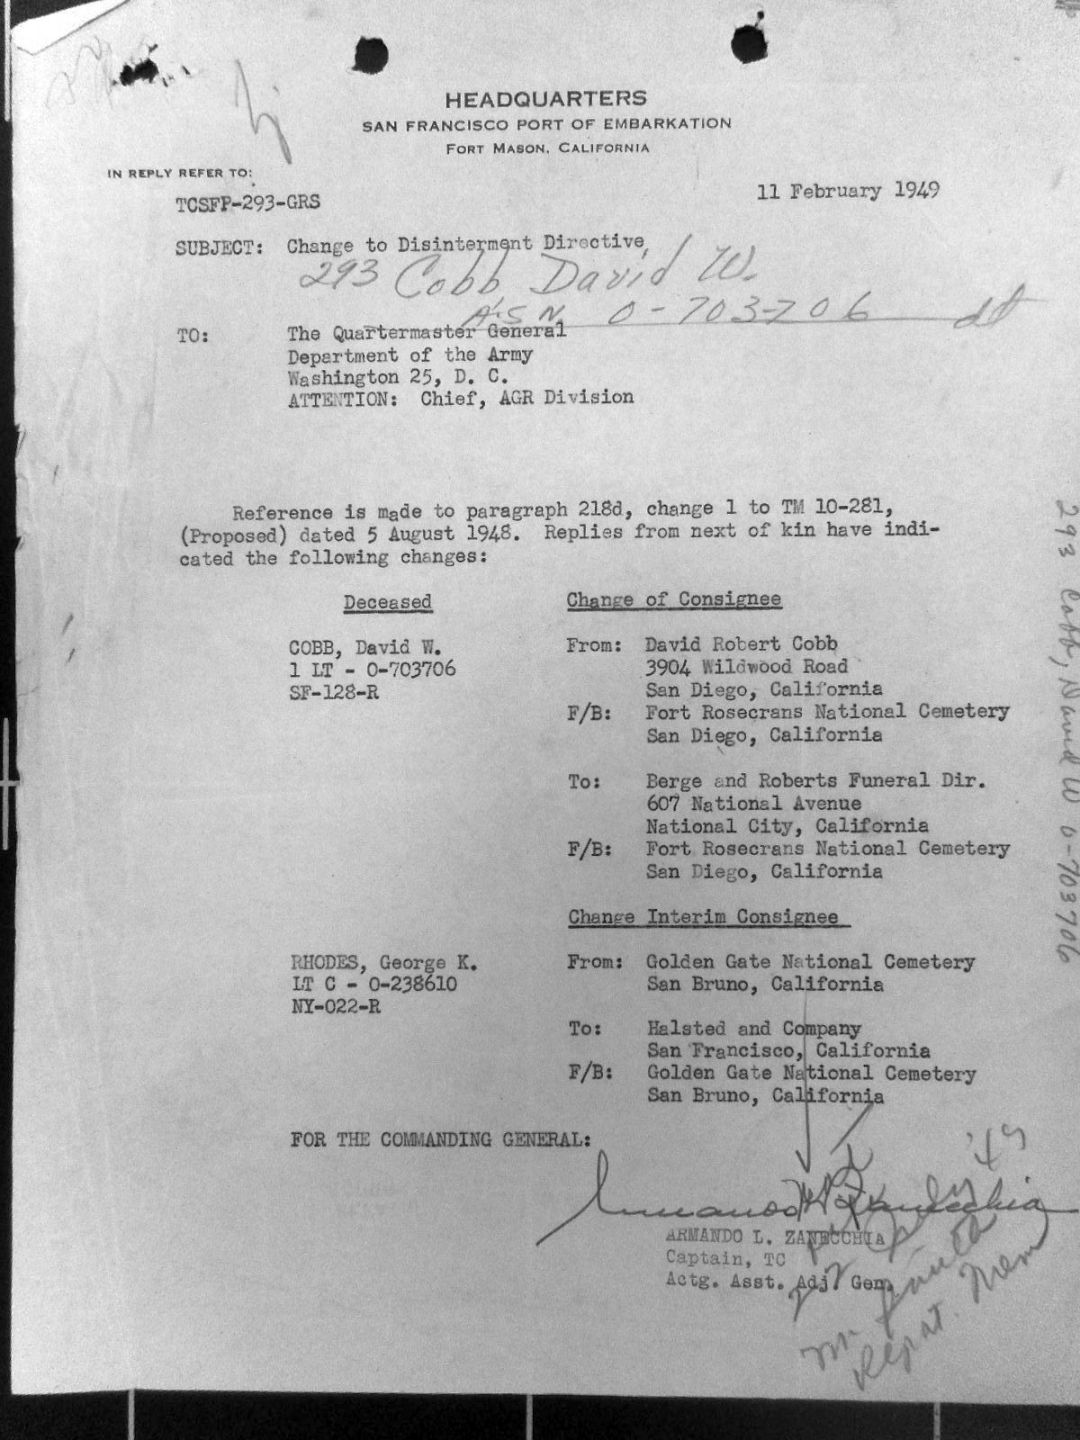 HEADQUARTERS
SAN FRANCISCO PORT OF EMBARKATION
FORT MASON, CALIFORNIA
IN REPLY REFER TO:
TCSFP-293-GRS
11 February 1949
SUBJECT: Change to Disinterment Directive
293 Cobb David W.
A.S.N. O-703706
TO: The Quartermaster General
Department of the Army
Washington 25, D. C.
ATTENTION: Chief, AGR Division
Reference is made to paragraph 218d, change 1 to TM 10-281,
(Proposed) dated 5 August 1948. Replies from next of kin have indi-
cated the following changes:
Deceased Change of Consignee
COBB, David W. From: David Robert Cobb
1 LT - O-703706 3904 Wildwood Road
SF-128-R San Diego, California
F/B: Fort Rosecrans National Cemetery
San Diego, California
To: Berge and Roberts Funeral Dir.
607 National Avenue
National City, California
F/B: Fort Rosecrans National Cemetery
San Diego, California
Change Interim Consignee
RHODES, George K. From: Golden Gate National Cemetery
LT C - O-238610 San Bruno, California
NY-022-R
To: Halsted and Company
San Francisco, California
F/B: Golden Gate National Cemetery
San Bruno, California
FOR THE COMMANDING GENERAL:
ARMANDO L. ZANECCHIA
Captain, TC
Actg. Asst. Adj. Gen.
293 Cobb, David W O-703706